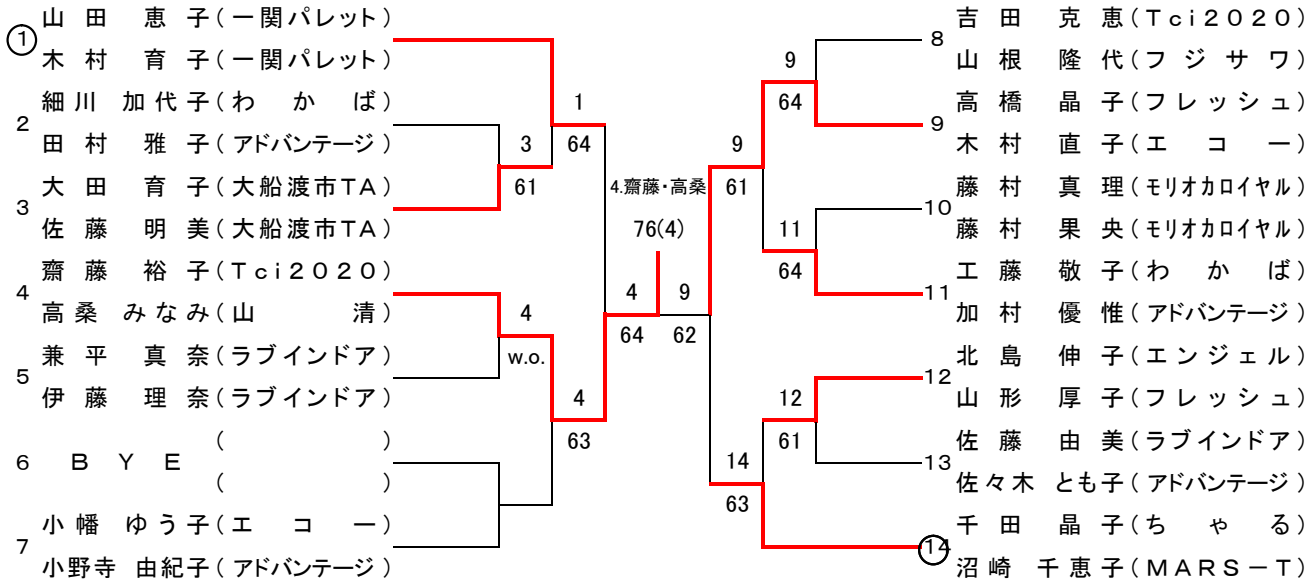 山田 恵子(一関パレット)
① 木村 育子(一関パレット)
細川 加代子(わかば)
2
田村 雅子(アドバンテージ)
大田 育子(大船渡市TA)
3
佐藤 明美(大船渡市TA)
齋藤 裕子(Tci2020)
4
高桑 みなみ(山清)
兼平 真奈(ラブインドア)
5
伊藤 理奈(ラブインドア)
( )
6 BYE
( )
小幡 ゆう子(エコー)
7
小野寺 由紀子(アドバンテージ)
3
61
4
w.o.
1
64
4
63
4
64
4.齋藤・高桑
76(4)
9
62
9
61
14
63
9
64
11
64
12
61
吉田 克恵(Tci2020)
8
山根 隆代(フジサワ)
高橋 晶子(フレッシュ)
9
木村 直子(エコー)
藤村 真理(モリオカロイヤル)
10
藤村 果央(モリオカロイヤル)
工藤 敬子(わかば)
11
加村 優惟(アドバンテージ)
北島 伸子(エンジェル)
12
山形 厚子(フレッシュ)
佐藤 由美(ラブインドア)
13
佐々木 とも子(アドバンテージ)
千田 晶子(ちゃる)
⑭
沼崎 千恵子(MARS-T)